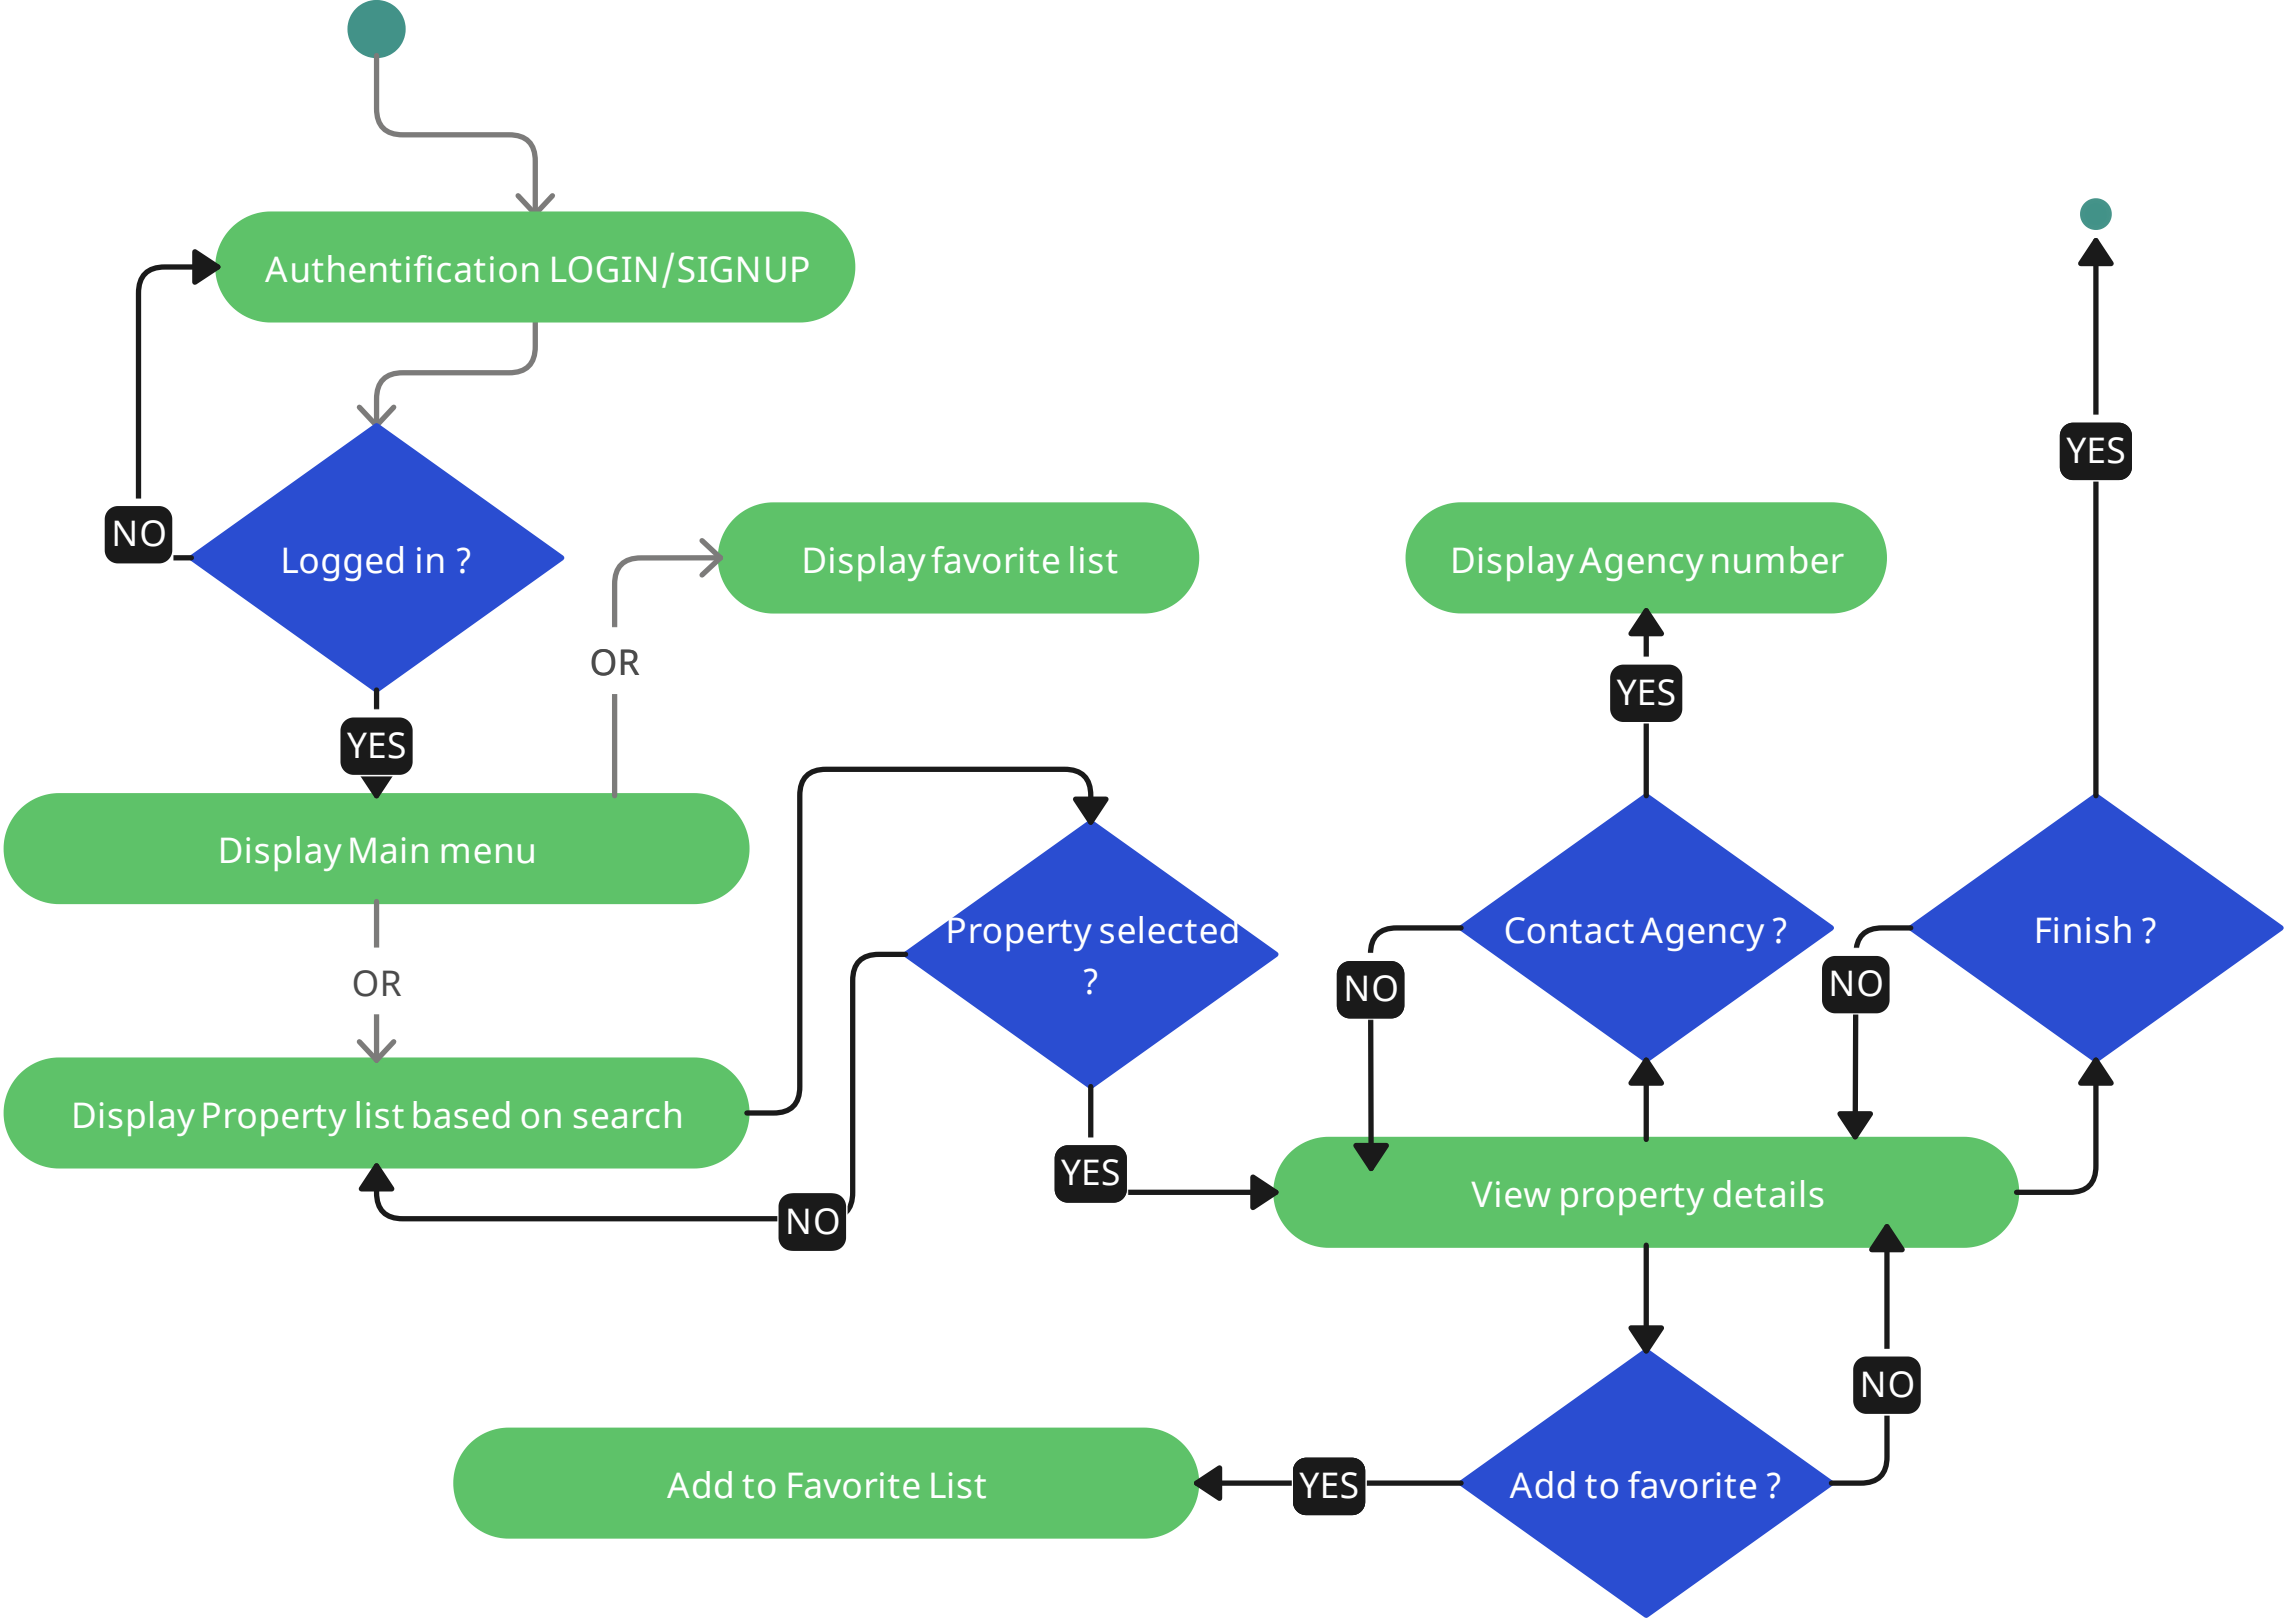 Authentification LOGIN/SIGNUP
YES
NO
Logged in ?
Display favorite list
Display Agency number
OR
YES
YES
Display Main menu
Property selected
?
Contact Agency ?
Finish ?
OR
NO
NO
Display Property list based on search
YES
View property details
NO
NO
Add to Favorite List
YES
Add to favorite ?